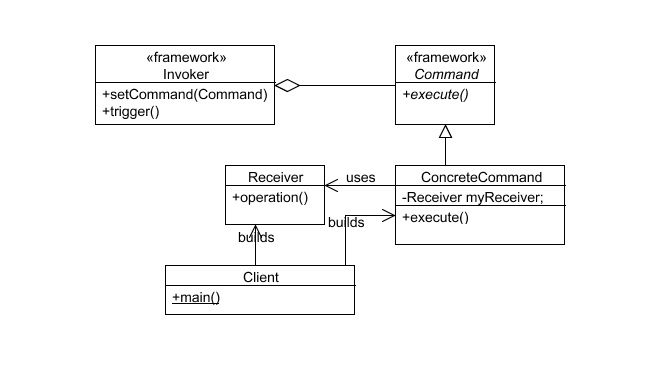 «framework»
Invoker
+setCommand(Command)
+trigger()
«framework»
Command
+execute()
Receiver
+operation()
uses
ConcreteCommand
-Receiver myReceiver;
+execute()
builds
builds
Client
+main()